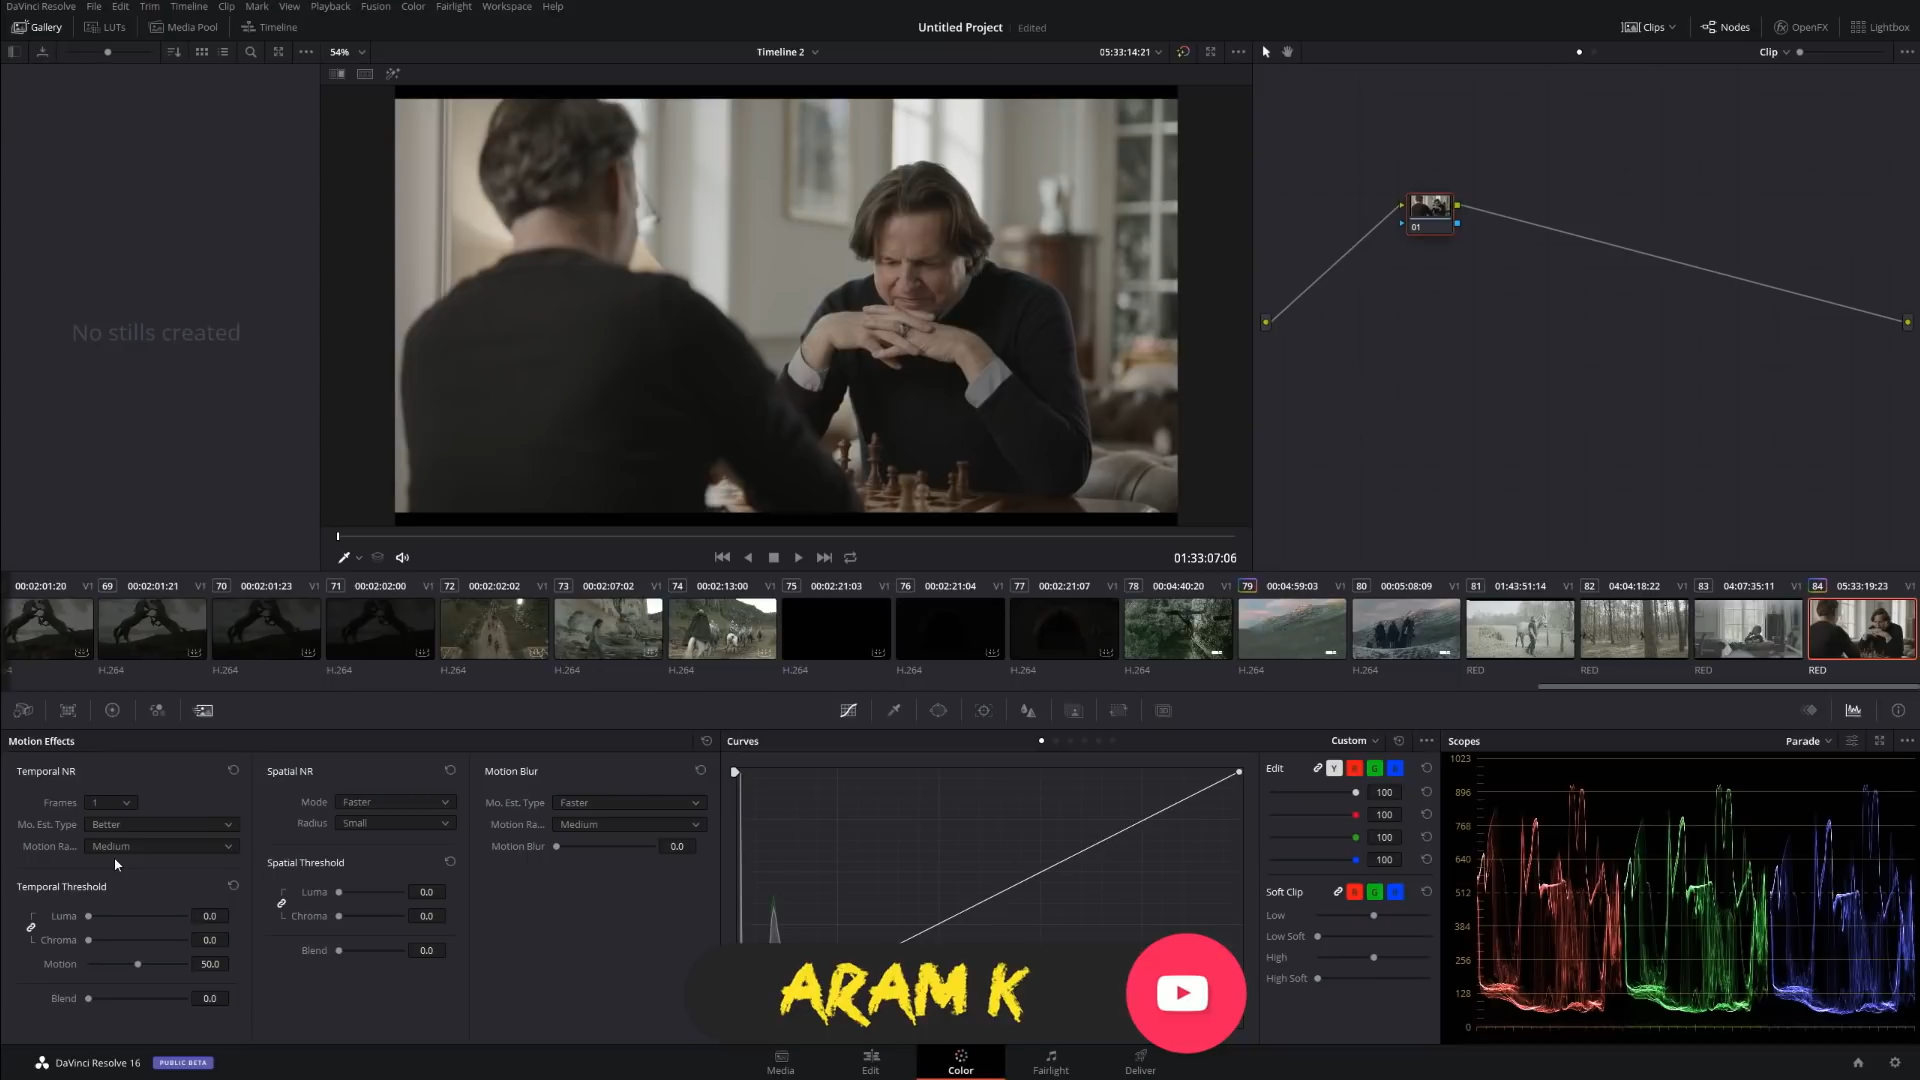 DaVinci Resolve File Edit Trim Timeline Clip Mark View Playback Fusion Color Fairlight Workspace Help
Gallery LUTs Media Pool Timeline Untitled Project Edited Clips Nodes OpenFX Lightbox
54% Timeline 2 05:33:14:21 Clip
No stills created
01
01:33:07:06
00:02:01:20 V1 69 00:02:01:21 V1 70 00:02:01:23 V1 71 00:02:02:00 V1 72 00:02:02:02 V1 73 00:02:07:02 V1 74 00:02:13:00 V1 75 00:02:21:03 V1 76 00:02:21:04 V1 77 00:02:21:07 V1 78 00:04:40:20 V1 79 00:04:59:03 V1 80 00:05:08:09 V1 81 01:43:51:14 V1 82 04:04:18:22 V1 83 04:07:35:11 V1 84 05:33:19:23 V1
H.264 H.264 H.264 H.264 H.264 H.264 H.264 H.264 H.264 H.264 H.264 H.264 RED RED RED RED
Motion Effects Curves Custom Scopes Parade
Temporal NR Spatial NR Motion Blur
Edit Y R G B
Frames 1 Mode Faster Mo. Est. Type Faster
100
Mo. Est. Type Better Radius Small Motion Ra... Medium
100
Motion Ra... Medium Motion Blur 0.0
100
100
Temporal Threshold Spatial Threshold
Luma 0.0 Luma 0.0
Chroma 0.0 Chroma 0.0
Motion 50.0 Blend 0.0
Blend 0.0
Soft Clip R G B
Low
Low Soft
High
High Soft
1023
896
768
640
512
384
256
128
0
ARAM K
DaVinci Resolve 16 PUBLIC BETA
Media Edit Color Fairlight Deliver